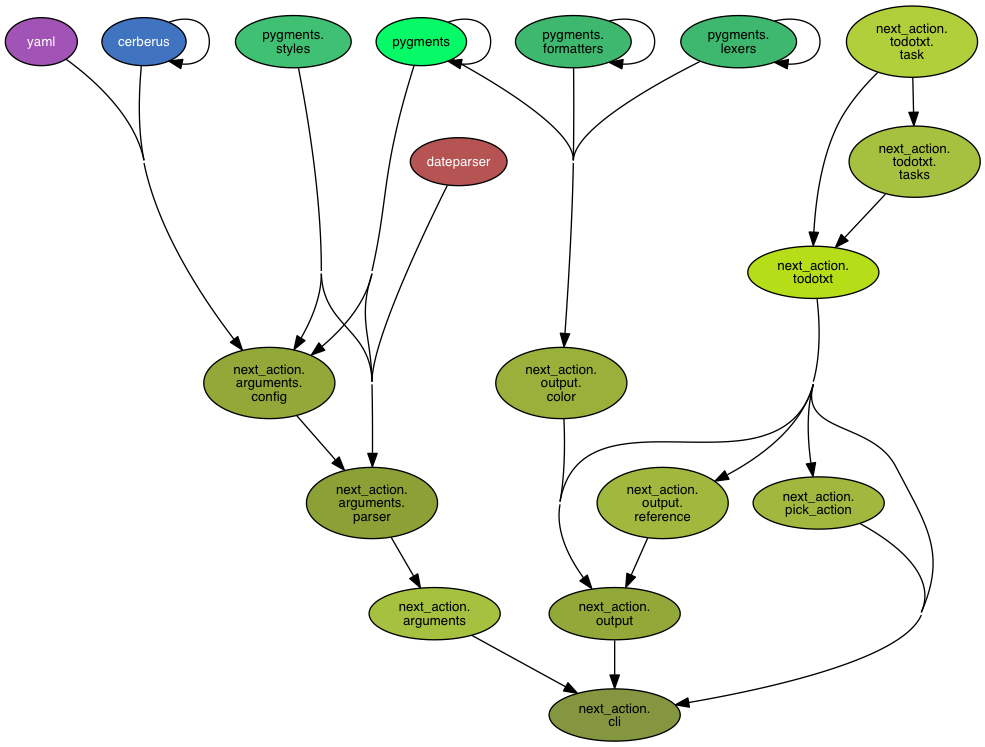 yaml
cerberus
pygments.
styles
pygments
pygments.
formatters
pygments.
lexers
next_action.
todotxt.
task
dateparser
next_action.
todotxt.
tasks
next_action.
todotxt
next_action.
arguments.
config
next_action.
output.
color
next_action.
arguments.
parser
next_action.
output.
reference
next_action.
pick_action
next_action.
arguments
next_action.
output
next_action.
cli